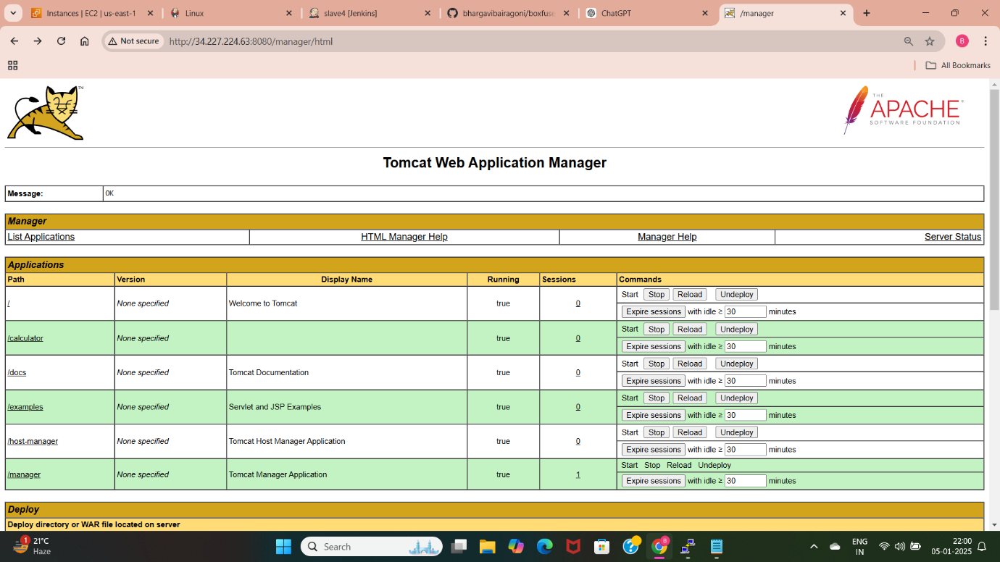 Instances | EC2 | us-east-1
Linux
slave4 [Jenkins]
bhargavibairagoni/boxfuse
ChatGPT
/manager
Not secure
http://34.227.224.63:8080/manager/html
B
All Bookmarks
TM
THE
APACHE
SOFTWARE FOUNDATION
Tomcat Web Application Manager
Message: OK
Manager
List Applications HTML Manager Help Manager Help Server Status
Applications
Path Version Display Name Running Sessions Commands
/ None specified Welcome to Tomcat true 0 Start Stop Reload Undeploy
Expire sessions with idle ≥ 30 minutes
/calculator None specified true 0 Start Stop Reload Undeploy
Expire sessions with idle ≥ 30 minutes
/docs None specified Tomcat Documentation true 0 Start Stop Reload Undeploy
Expire sessions with idle ≥ 30 minutes
/examples None specified Servlet and JSP Examples true 0 Start Stop Reload Undeploy
Expire sessions with idle ≥ 30 minutes
/host-manager None specified Tomcat Host Manager Application true 0 Start Stop Reload Undeploy
Expire sessions with idle ≥ 30 minutes
/manager None specified Tomcat Manager Application true 1 Start Stop Reload Undeploy
Expire sessions with idle ≥ 30 minutes
Deploy
Deploy directory or WAR file located on server
1
21°C
Haze
Search
B
ENG
IN
22:00
05-01-2025